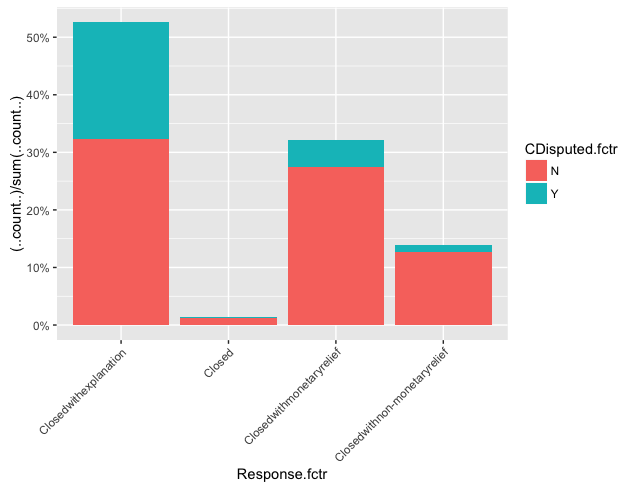 50%
40%
30%
20%
10%
0%
(..count..)/sum(..count..)
Closedwithexplanation
Closed
Closedwithmonetaryrelief
Closedwithnon-monetaryrelief
Response.fctr
CDisputed.fctr
N
Y